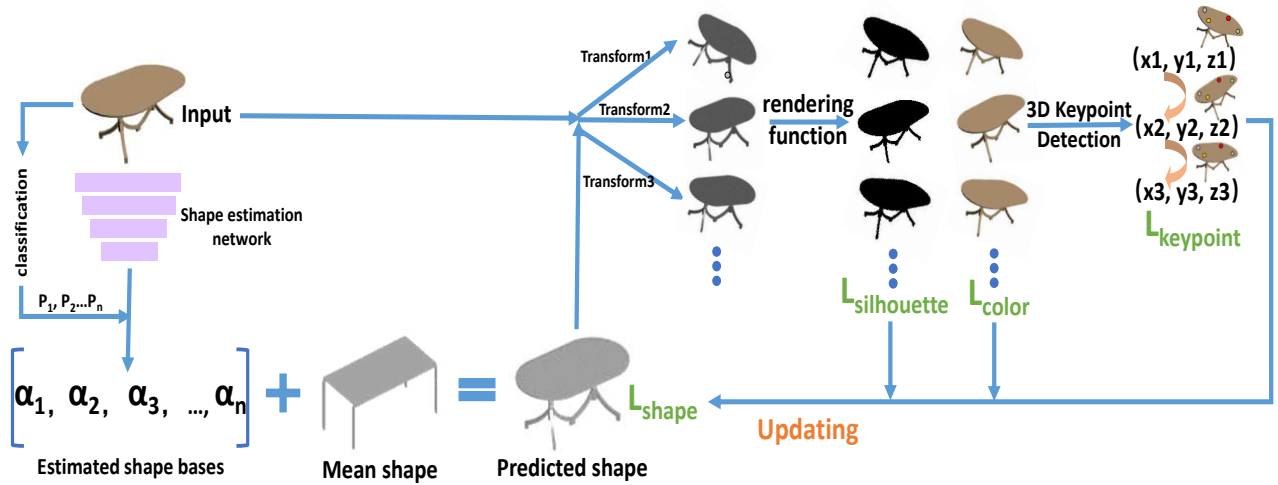 Input
classification
Shape estimation
network
P1, P2...Pn
α1, α2, α3, ..., αn
Estimated shape bases
+
Mean shape
=
Predicted shape
Lshape
Transform1
Transform2
Transform3
rendering
function
Lsilhouette
Lcolor
3D Keypoint
Detection
(x1, y1, z1)
(x2, y2, z2)
(x3, y3, z3)
Lkeypoint
Updating